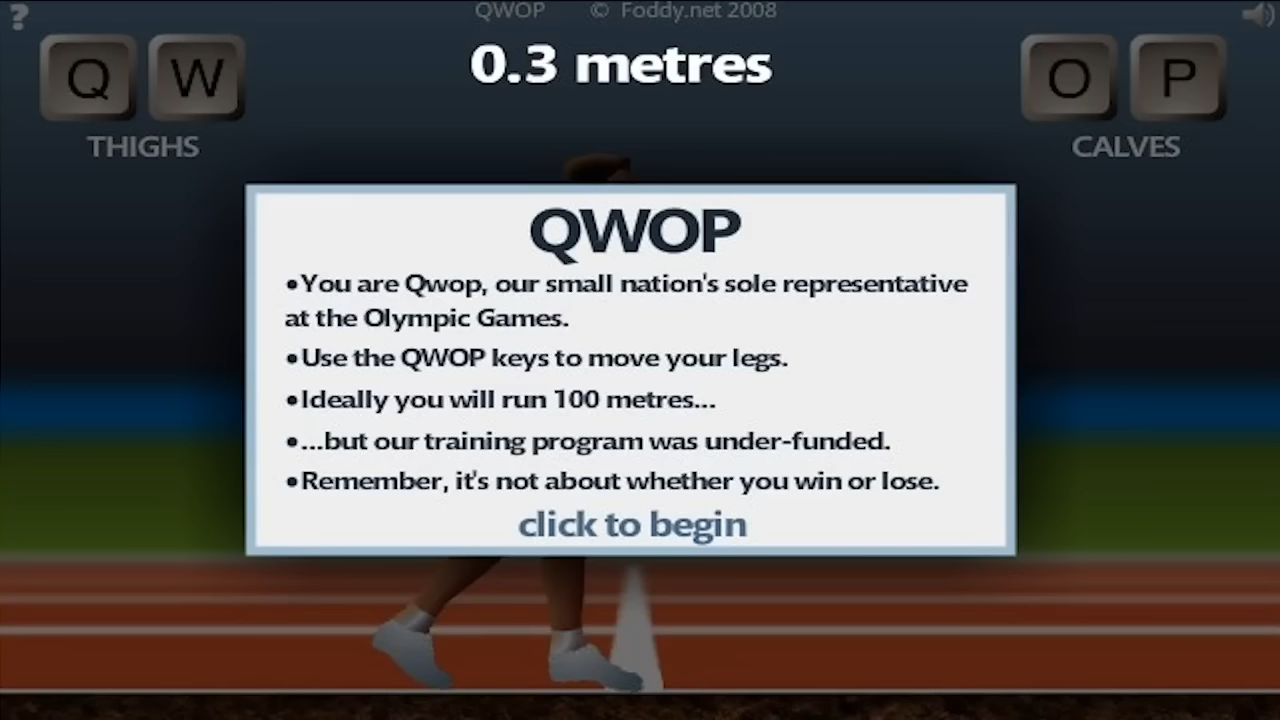 QWOP © Foddy.net 2008
?
0.3 metres
Q W
O P
THIGHS
CALVES
QWOP
•You are Qwop, our small nation's sole representative
at the Olympic Games.
•Use the QWOP keys to move your legs.
•Ideally you will run 100 metres...
•...but our training program was under-funded.
•Remember, it's not about whether you win or lose.
click to begin